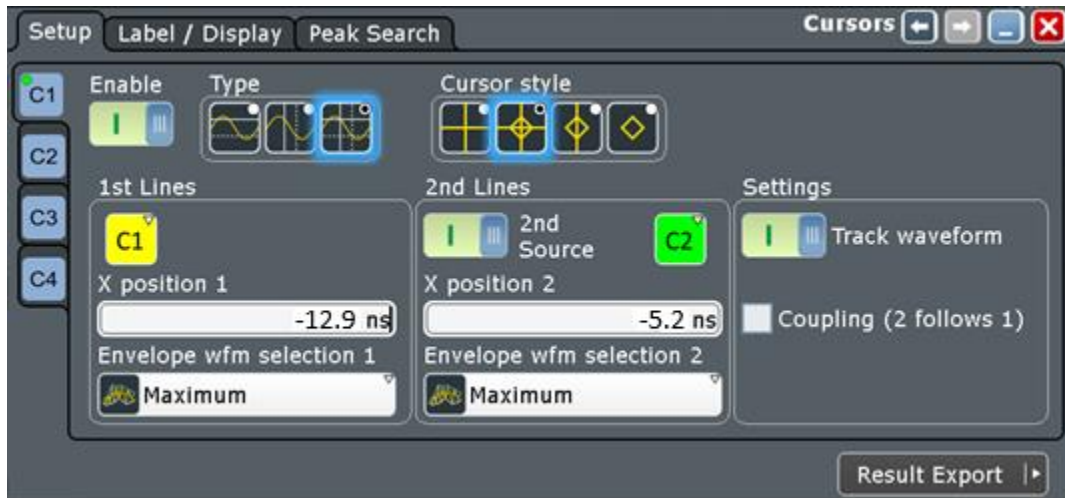 Setup Label / Display Peak Search Cursors
C1
C2
C3
C4
Enable Type Cursor style
1st Lines 2nd Lines Settings
C1 2nd Source C2 Track waveform
X position 1 X position 2
-12.9 ns -5.2 ns Coupling (2 follows 1)
Envelope wfm selection 1 Envelope wfm selection 2
Maximum Maximum
Result Export